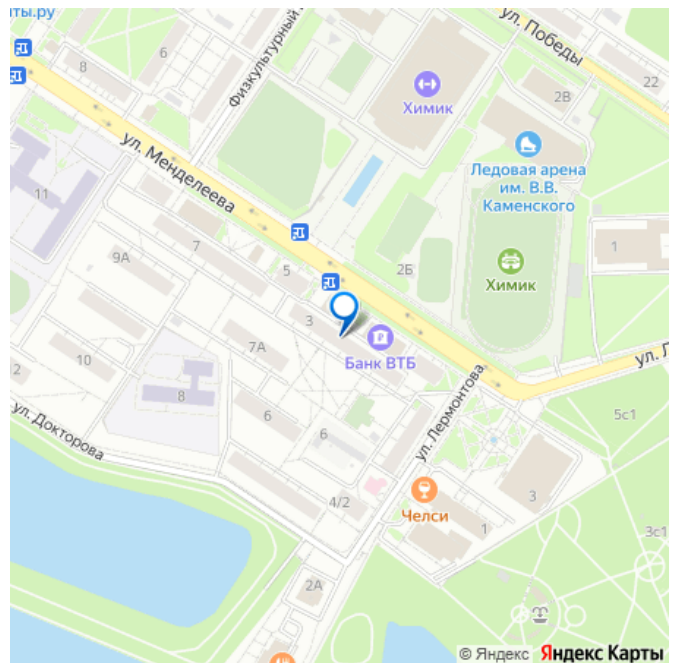 иты.ру
8
6
Физкультурный
ул. Победы
22
2В
Химик
ул. Менделеева
Ледовая арена
им. В.В.
Каменского
11
9А
7
5
2Б
Химик
1
3
Банк ВТБ
7А
10
2
8
6
6
ул. Лермонтова
ул. Л
5с1
ул. Докторова
4/2
Челси
1
3
3с1
2А
© Яндекс Яндекс Карты